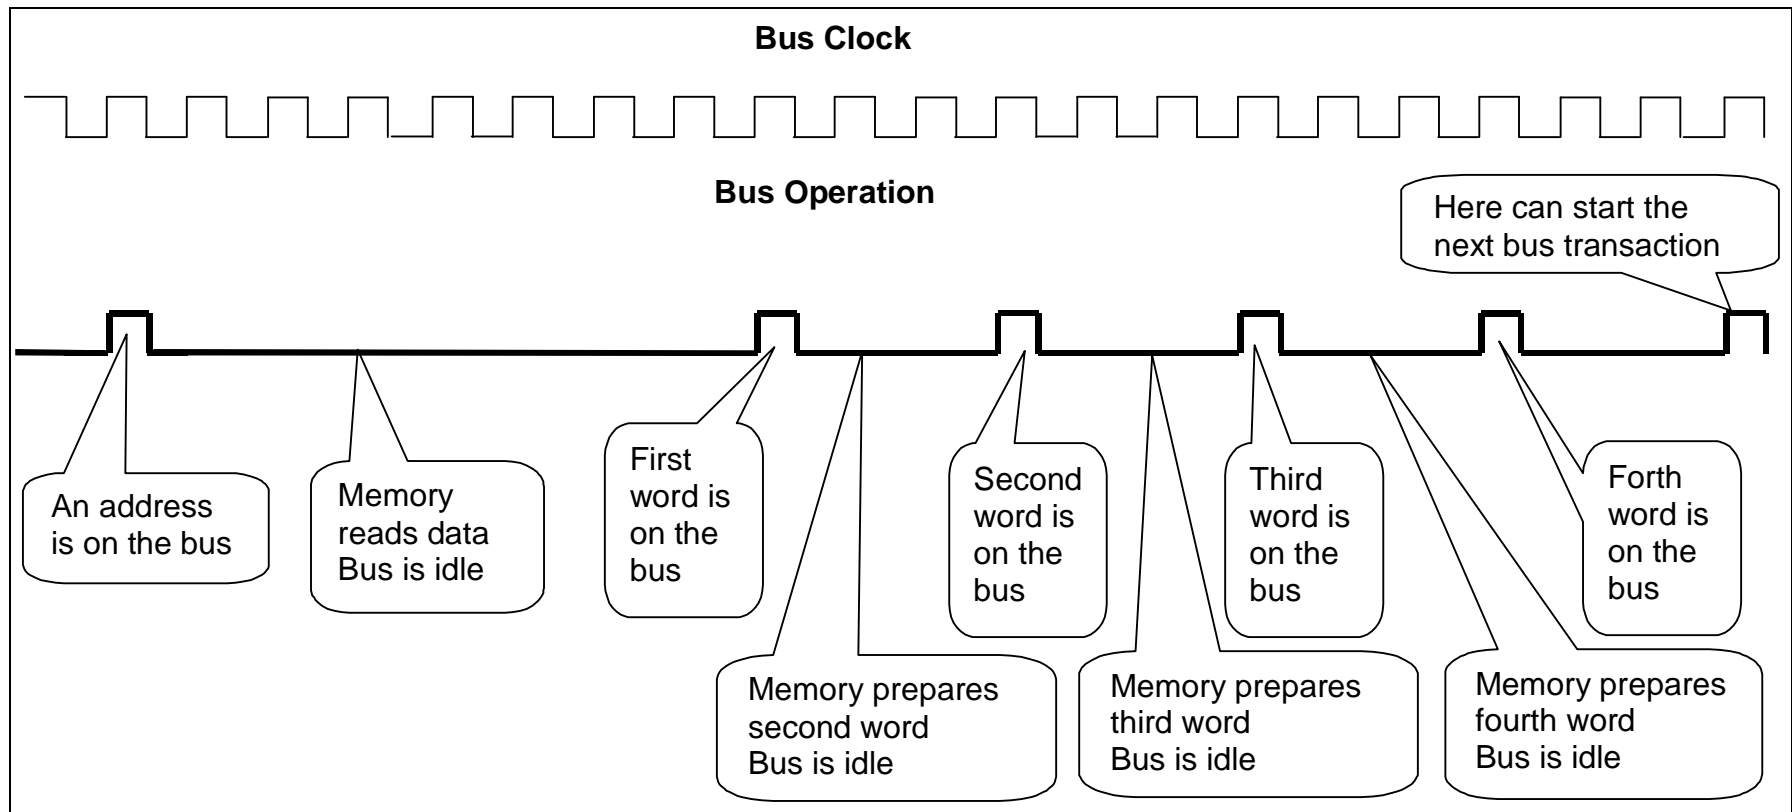 Bus Clock
Bus Operation
Here can start the
next bus transaction
An address
is on the bus
Memory
reads data
Bus is idle
First
word is
on the
bus
Second
word is
on the
bus
Third
word is
on the
bus
Forth
word is
on the
bus
Memory prepares
second word
Bus is idle
Memory prepares
third word
Bus is idle
Memory prepares
fourth word
Bus is idle